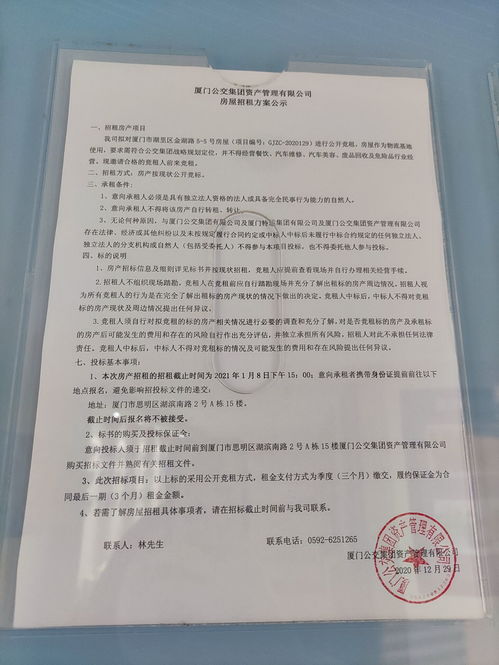 厦门公交集团资产管理有限公司
房屋招租方案公示
一、招租房产项目
我司拟对厦门市湖里区金湖路5-5号房屋（项目编号：GJZC-2020129）进行公开竞租，房屋作为物流基地
使用，要求需符合公交集团战略规划定位，并不得经营餐饮、汽车维修、汽车美容、废品回收及危险品行业经
营。现邀请合格的竞租人前来竞租。
二、招租方式：房产按现状公开竞标。
三、承租条件：
1、意向承租人必须是具有独立法人资格的法人或具备完全民事行为能力的自然人。
2、意向承租人不得将该房产自行转租、转让。
3、无论何种原因，与厦门公交集团有限公司及厦门特运集团有限公司及厦门公交集团资产管理有限公司
存在法律、经济或其他纠纷以及未按规定履行合同约定或中标人中标后未履行中标合约规定的任何独立法人、
独立法人的分支机构或自然人（包括受委托人）不得参与本项目投标，也不得委托他人参与投标。
四、标的说明
1、房产招标信息及细则详见标书并按现状招租，竞租人应提前查看现场并自行办理相关经营手续。
2、招租人不组织现场踏勘，竞租人在竞租前应自行踏勘现场并充分了解出租标的房产周边情况。招租人视
为所有竞租人的行为是在完全了解出租标的房产现状的情况下做出的决定。竞租人中标后，中标人不得对竞租
标的现状及周边情况提出任何异议。
3.竞租人须自行对拟竞租的标的房产相关情况进行必要的调查和充分了解，对是否竞租标的房产及承租标
的房产后可能发生的费用和存在的风险自行作出充分评估，并独立承担所有风险，招租人对此不承担任何法律
责任。竞租人中标后，中标人不得对竞租标的情况及可能发生的费用和存在风险提出任何异议。
七、投标基本事项：
1、本次房产招租的招租截止时间为2021年1月8日下午15：00；意向承租者携带身份证提前前往以下
地点报名，避免影响招投标文件的递交；
地址：厦门市思明区湖滨南路2号A栋15楼。
截止时间后报名将不被接受。
2、标书的购买及投标保证金：
意向投标人须于招租截止时间前到厦门市思明区湖滨南路2号A栋15楼厦门公交集团资产管理有限公司
购买招标文件并熟阅有关招租文件。
3、此次招标项目：以上标的采用公开竞租方式，租金支付方式为季度（三个月）缴交，履约保证金为合
同最后一期（3个月）租金金额。
4、若需了解房屋招租具体事项者，请在招标截止时间前与我司联系。
联系人：林先生
联系电话：0592-6251265
厦门公交集团资产管理有限公司
2020年12月29日